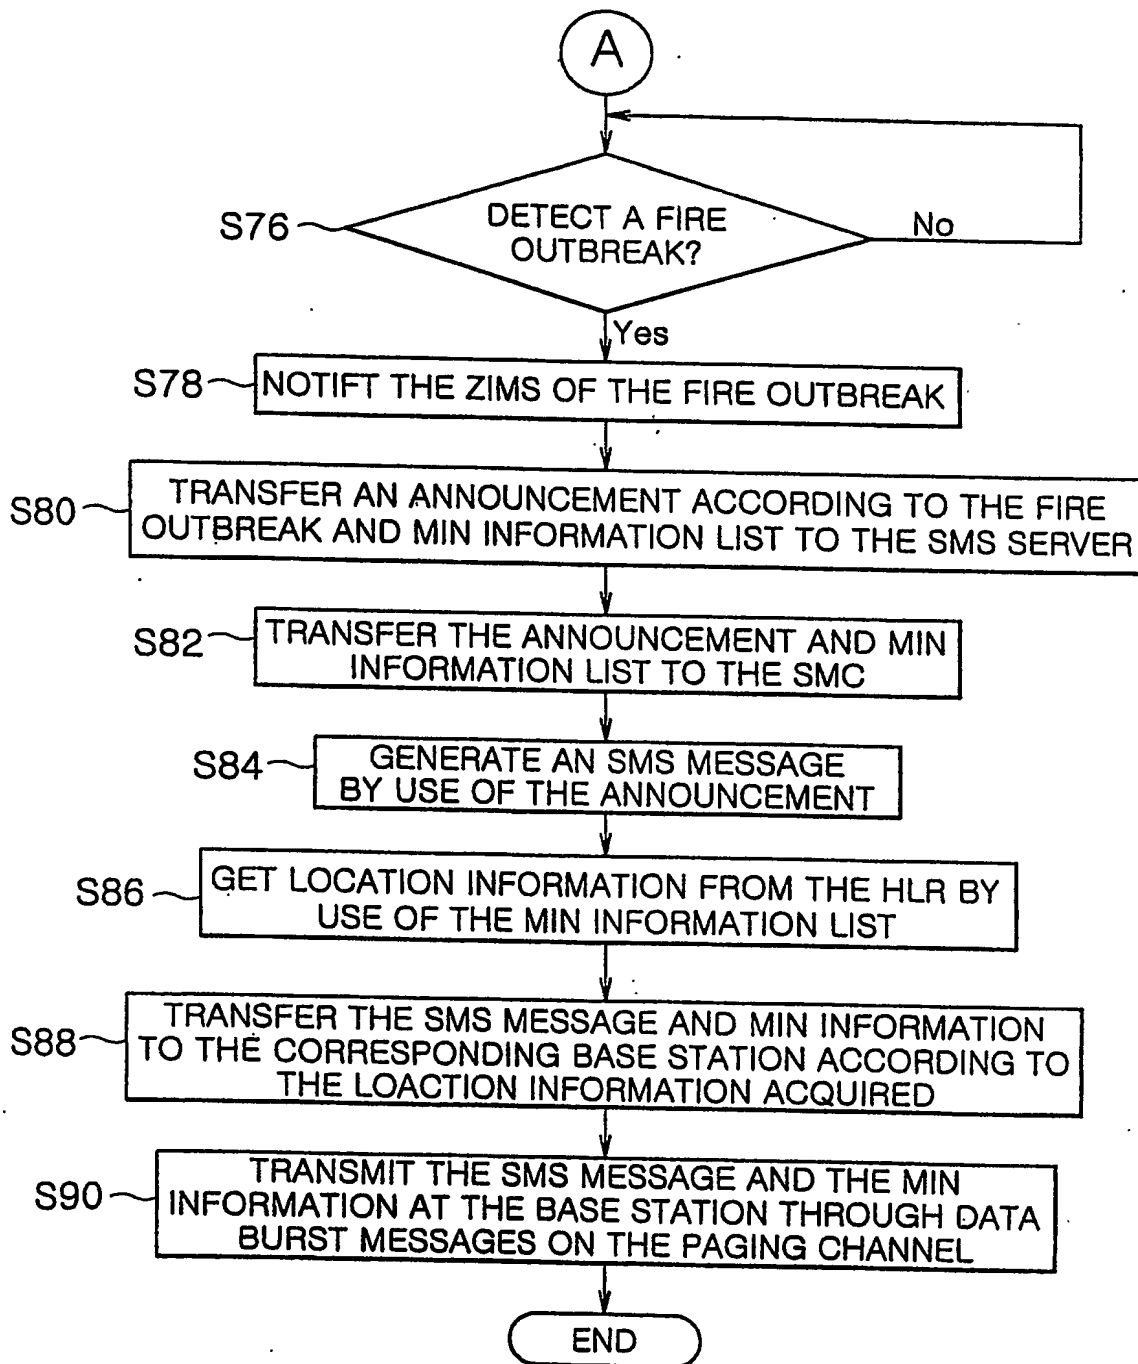 A
S76
DETECT A FIRE
OUTBREAK?
No
Yes
S78
NOTIFT THE ZIMS OF THE FIRE OUTBREAK
S80
TRANSFER AN ANNOUNCEMENT ACCORDING TO THE FIRE
OUTBREAK AND MIN INFORMATION LIST TO THE SMS SERVER
S82
TRANSFER THE ANNOUNCEMENT AND MIN
INFORMATION LIST TO THE SMC
S84
GENERATE AN SMS MESSAGE
BY USE OF THE ANNOUNCEMENT
S86
GET LOCATION INFORMATION FROM THE HLR BY
USE OF THE MIN INFORMATION LIST
S88
TRANSFER THE SMS MESSAGE AND MIN INFORMATION
TO THE CORRESPONDING BASE STATION ACCORDING TO
THE LOACTION INFORMATION ACQUIRED
S90
TRANSMIT THE SMS MESSAGE AND THE MIN
INFORMATION AT THE BASE STATION THROUGH DATA
BURST MESSAGES ON THE PAGING CHANNEL
END